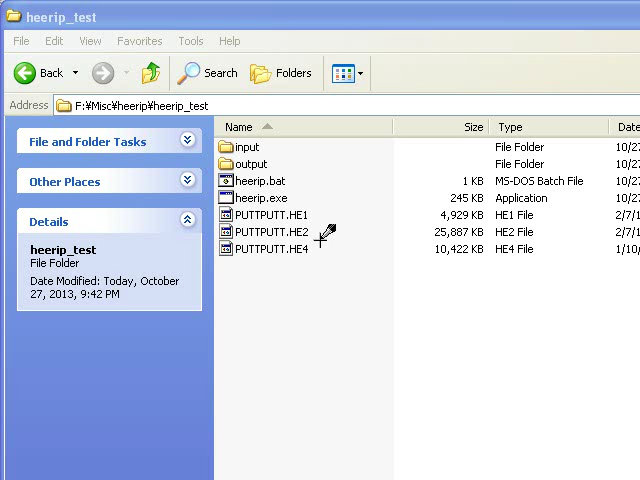 heerip_test
File Edit View Favorites Tools Help
Back Search Folders
Address F:¥Misc¥heerip¥heerip_test
File and Folder Tasks
Other Places
Details
heerip_test
File Folder
Date Modified: Today, October
27, 2013, 9:42 PM
Name Size Type Date
input File Folder 10/27
output File Folder 10/27
heerip.bat 1 KB MS-DOS Batch File 10/27
heerip.exe 245 KB Application 10/27
PUTTPUTT.HE1 4,929 KB HE1 File 2/7/1
PUTTPUTT.HE2 25,887 KB HE2 File 2/7/1
PUTTPUTT.HE4 10,422 KB HE4 File 1/10/